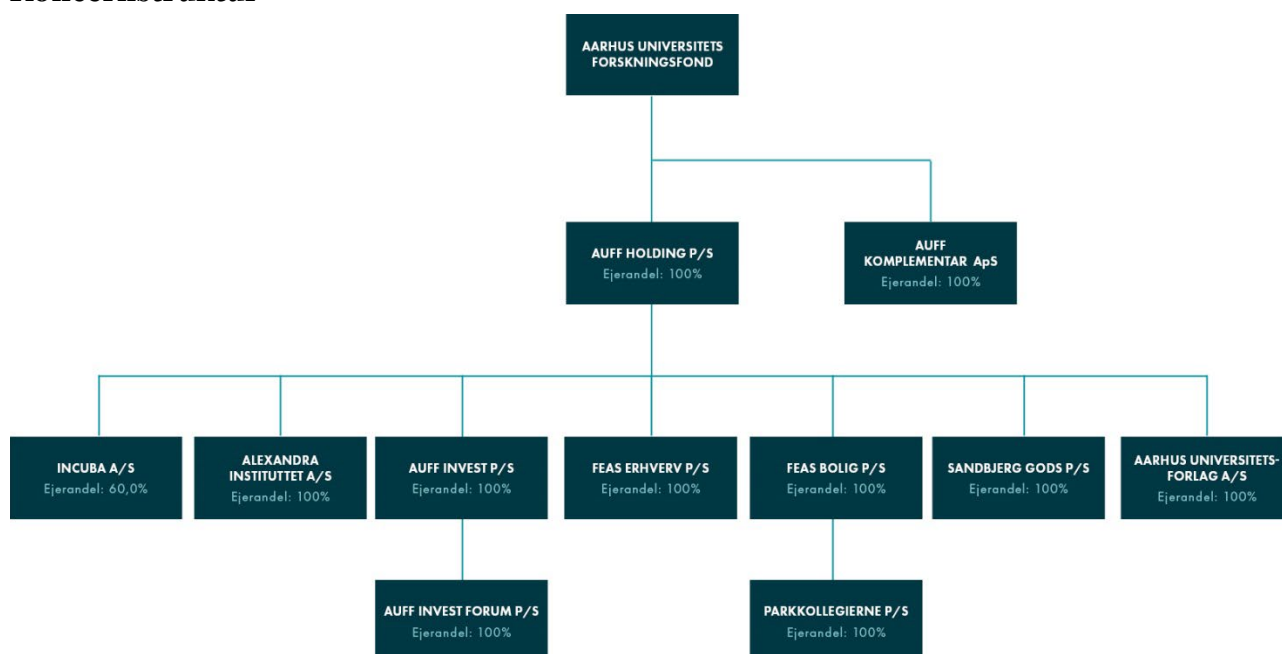 AARHUS UNIVERSITETS
FORSKNINGSFOND
AUFF HOLDING P/S
Ejerandel: 100%
AUFF
KOMPLEMENTAR ApS
Ejerandel: 100%
INCUBA A/S
Ejerandel: 60,0%
ALEXANDRA
INSTITUTTET A/S
Ejerandel: 100%
AUFF INVEST P/S
Ejerandel: 100%
FEAS ERHVERV P/S
Ejerandel: 100%
FEAS BOLIG P/S
Ejerandel: 100%
SANDBJERG GODS P/S
Ejerandel: 100%
AARHUS UNIVERSITETS-
FORLAG A/S
Ejerandel: 100%
AUFF INVEST FORUM P/S
Ejerandel: 100%
PARKKOLLEGIERNE P/S
Ejerandel: 100%